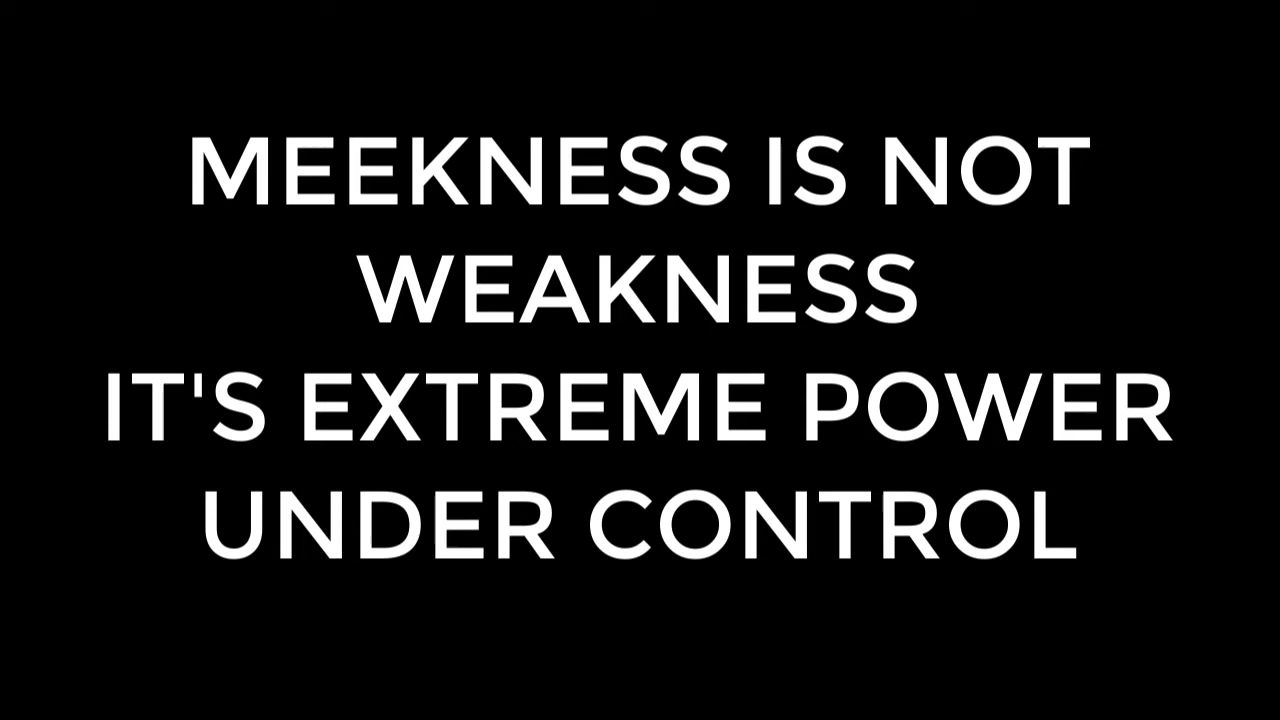 MEEKNESS IS NOT
WEAKNESS
IT'S EXTREME POWER
UNDER CONTROL